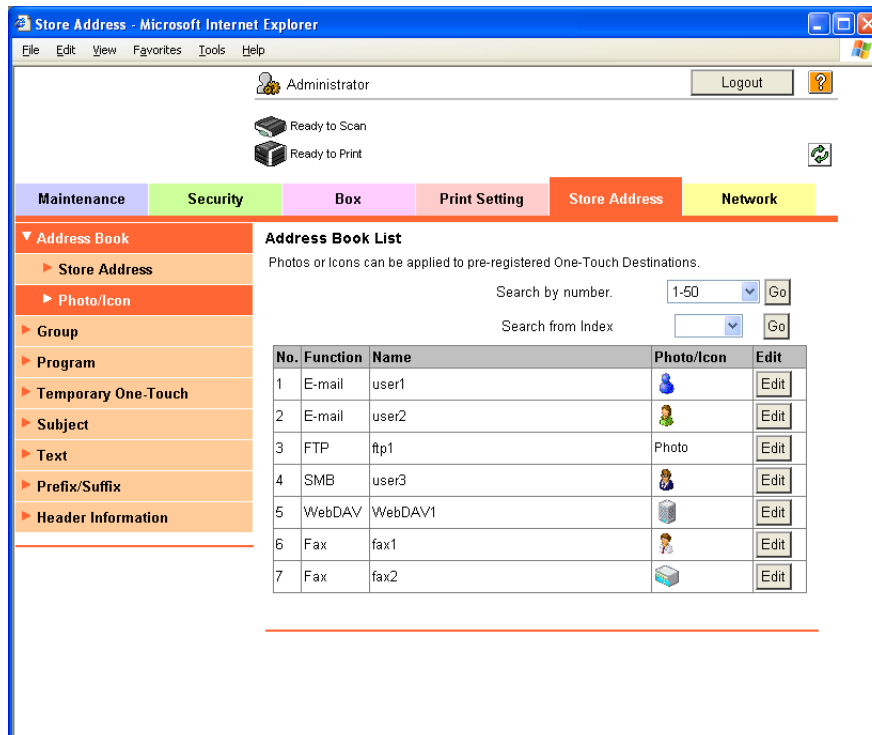 Store Address - Microsoft Internet Explorer
File Edit View Favorites Tools Help
Administrator
Logout
?
Ready to Scan
Ready to Print
Maintenance Security Box Print Setting Store Address Network
Address Book
Store Address
Photo/Icon
Group
Program
Temporary One-Touch
Subject
Text
Prefix/Suffix
Header Information
Address Book List
Photos or Icons can be applied to pre-registered One-Touch Destinations.
Search by number. 1-50 Go
Search from Index Go
No. Function Name Photo/Icon Edit
1 E-mail user1 Edit
2 E-mail user2 Edit
3 FTP ftp1 Photo Edit
4 SMB user3 Edit
5 WebDAV WebDAV1 Edit
6 Fax fax1 Edit
7 Fax fax2 Edit